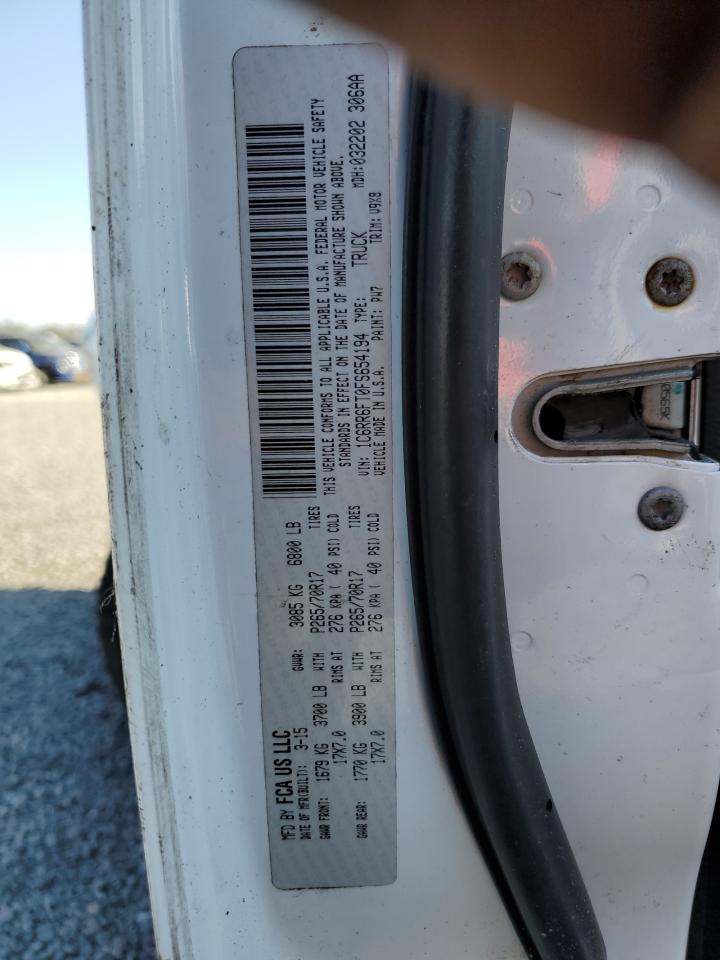 MFD BY FCA US LLC
DATE OF MFR(BUILT): 3-15 GVWR: 3085 KG 6800 LB
GAWR FRONT: 1679 KG 3700 LB WITH P265/70R17 TIRES
17X7.0 RIMS AT 276 KPA ( 40 PSI) COLD
GAWR REAR: 1770 KG 3900 LB WITH P265/70R17 TIRES
17X7.0 RIMS AT 276 KPA ( 40 PSI) COLD
THIS VEHICLE CONFORMS TO ALL APPLICABLE U.S.A. FEDERAL MOTOR VEHICLE SAFETY
STANDARDS IN EFFECT ON THE DATE OF MANUFACTURE SHOWN ABOVE.
VIN: 1C6RR6FT0FS654194 TYPE: TRUCK MDH: 032202 306AA
VEHICLE MADE IN U.S.A. PAINT: PW7 TRIM: V9X8